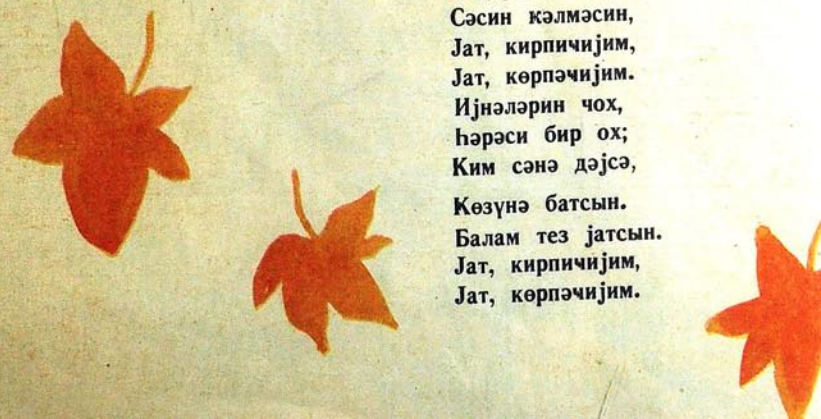 Сәсин кәлмәсин,
Јат, кирпичијим,
Јат, көрпәчијим.
Ијнәләрин чох,
Һәрәси бир ох;
Ким сәнә дәјсә,
Көзүнә батсын.
Балам тез јатсын.
Јат, кирпичијим,
Јат, көрпәчијим.